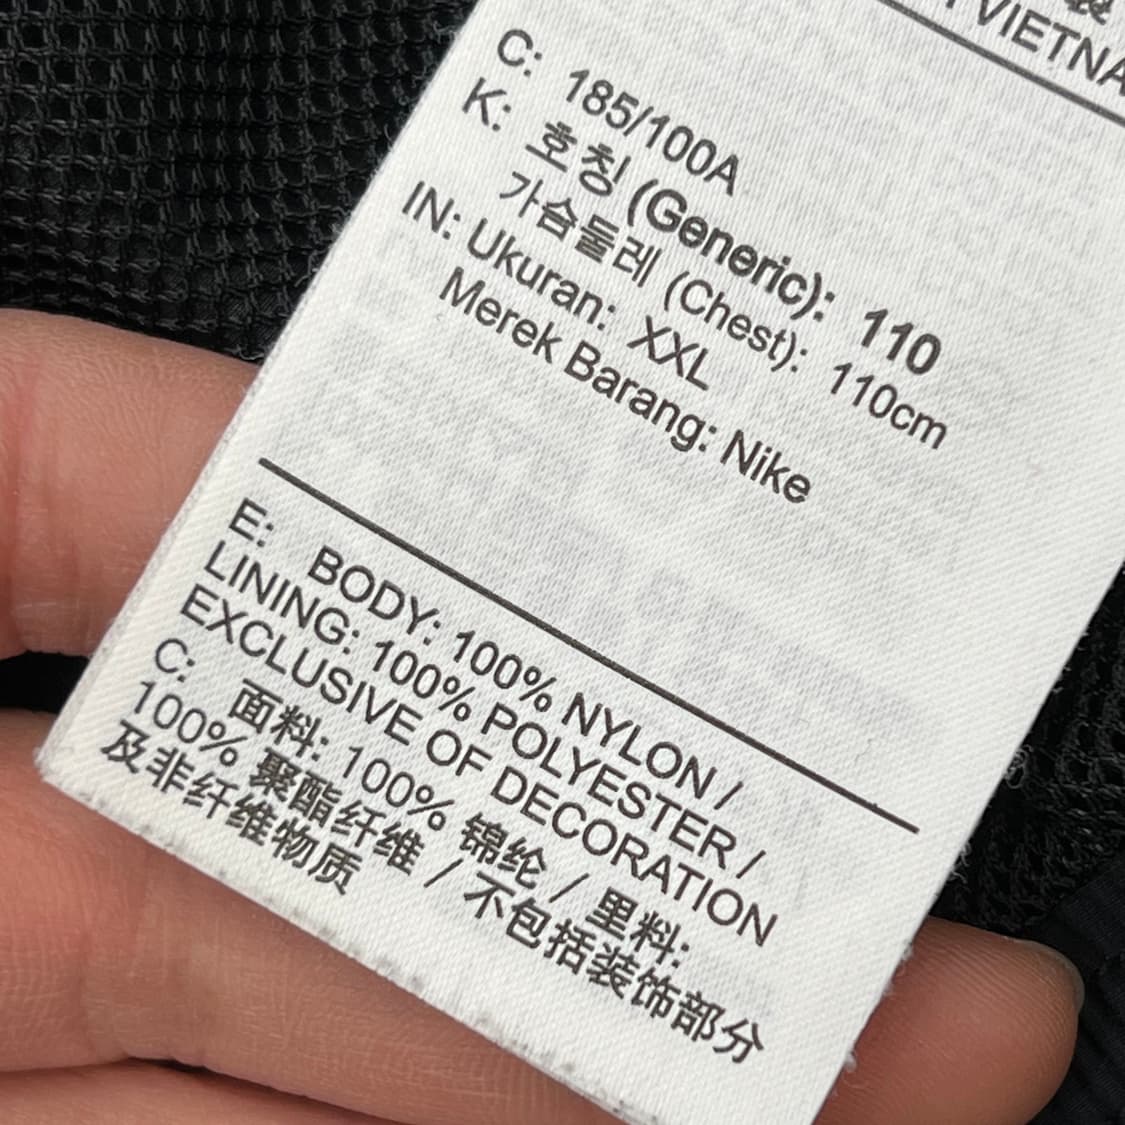 VIETNA
C: 185/100A
K: 호칭 (Generic): 110
가슴둘레 (Chest): 110cm
IN: Ukuran: XXL
Merek Barang: Nike
E: BODY: 100% NYLON /
LINING: 100% POLYESTER /
EXCLUSIVE OF DECORATION
C: 面料: 100% 锦纶 / 里料:
100% 聚酯纤维 / 不包括装饰部分
及非纤维物质